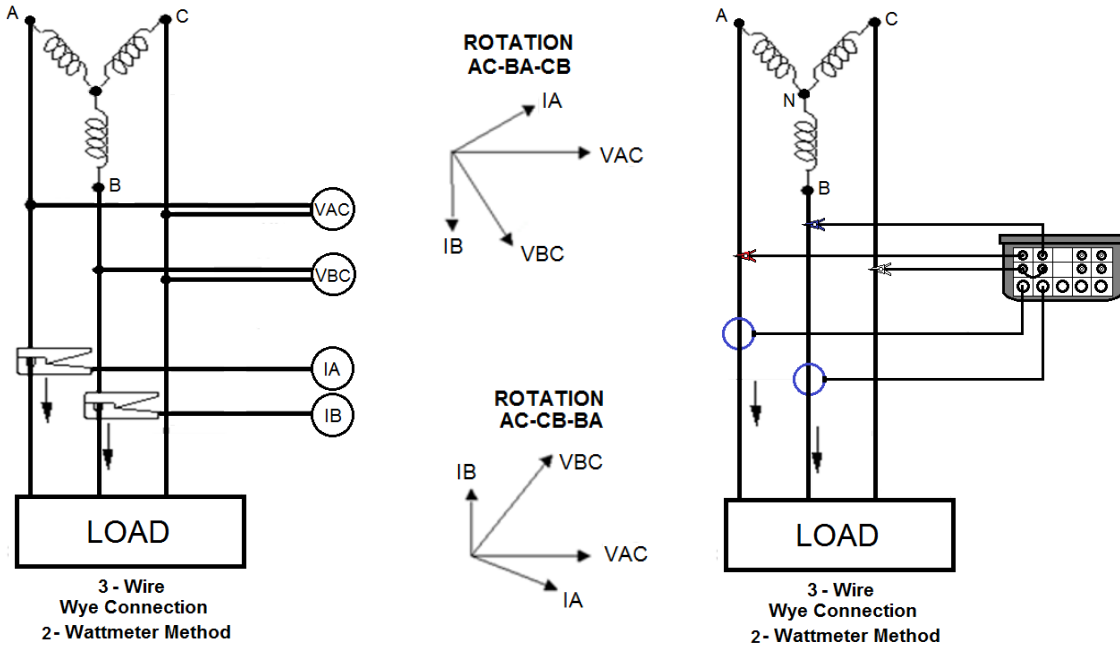 A
C
B
VAC
VBC
IA
IB
LOAD
3 - Wire
Wye Connection
2- Wattmeter Method
ROTATION
AC-BA-CB
IA
VAC
IB
VBC
ROTATION
AC-CB-BA
IB
VBC
VAC
IA
A
C
N
B
LOAD
3 - Wire
Wye Connection
2- Wattmeter Method